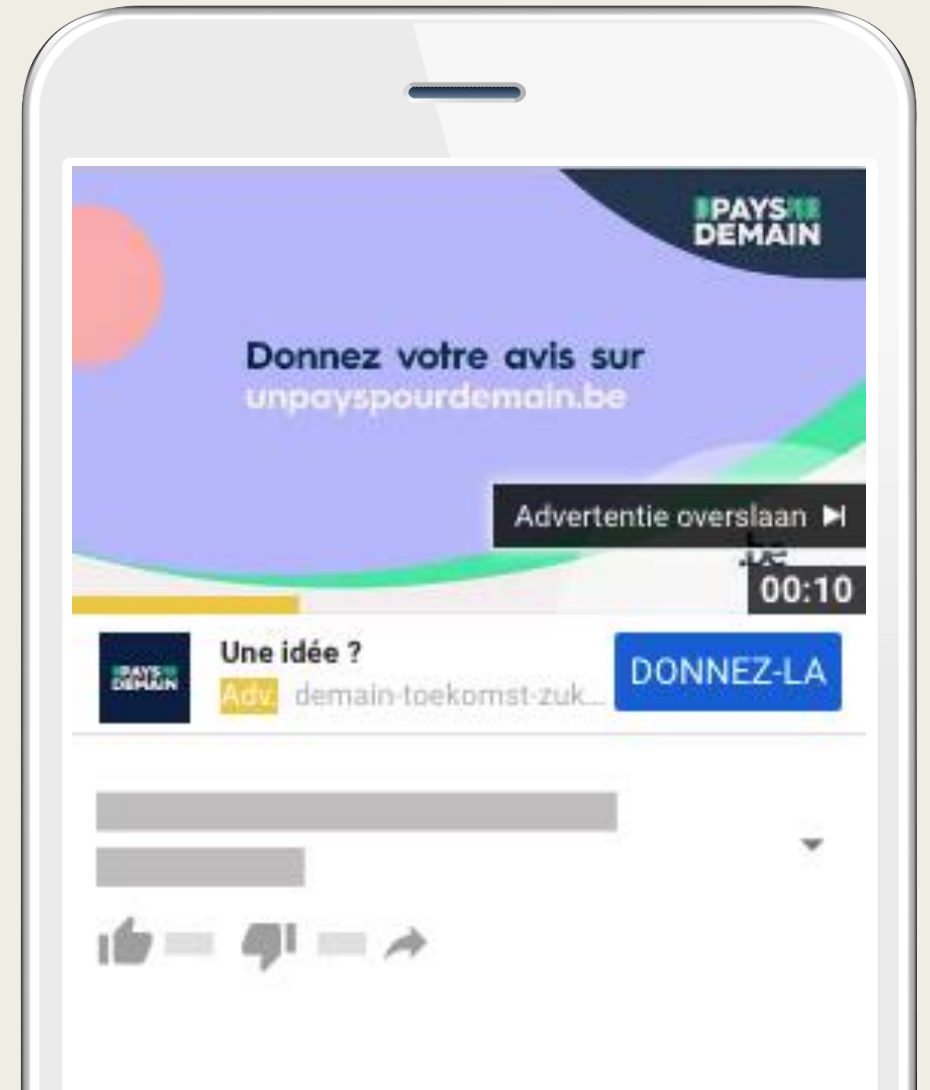 PAYS
DEMAIN
Donnez votre avis sur
unpayspourdemain.be
Advertentie overslaan
.be
00:10
PAYS
DEMAIN
Une idée ?
DONNEZ-LA
Adv. demain-toekomst-zuk...